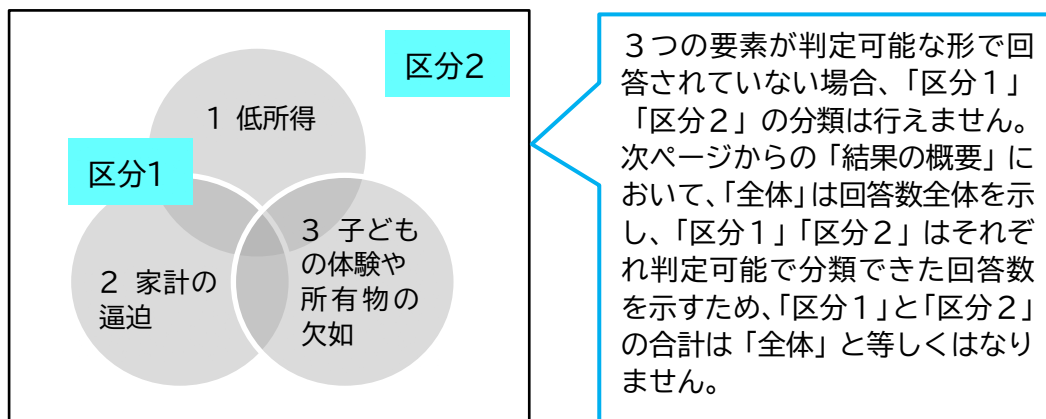 区分2
1 低所得
区分1
2 家計の
逼迫
3 子ども
の体験や
所有物の
欠如
３つの要素が判定可能な形で回
答されていない場合、「区分１」
「区分２」の分類は行えません。
次ページからの「結果の概要」に
おいて、「全体」は回答数全体を示
し、「区分１」「区分２」はそれぞ
れ判定可能で分類できた回答数
を示すため、「区分１」と「区分２」
の合計は「全体」と等しくはなり
ません。